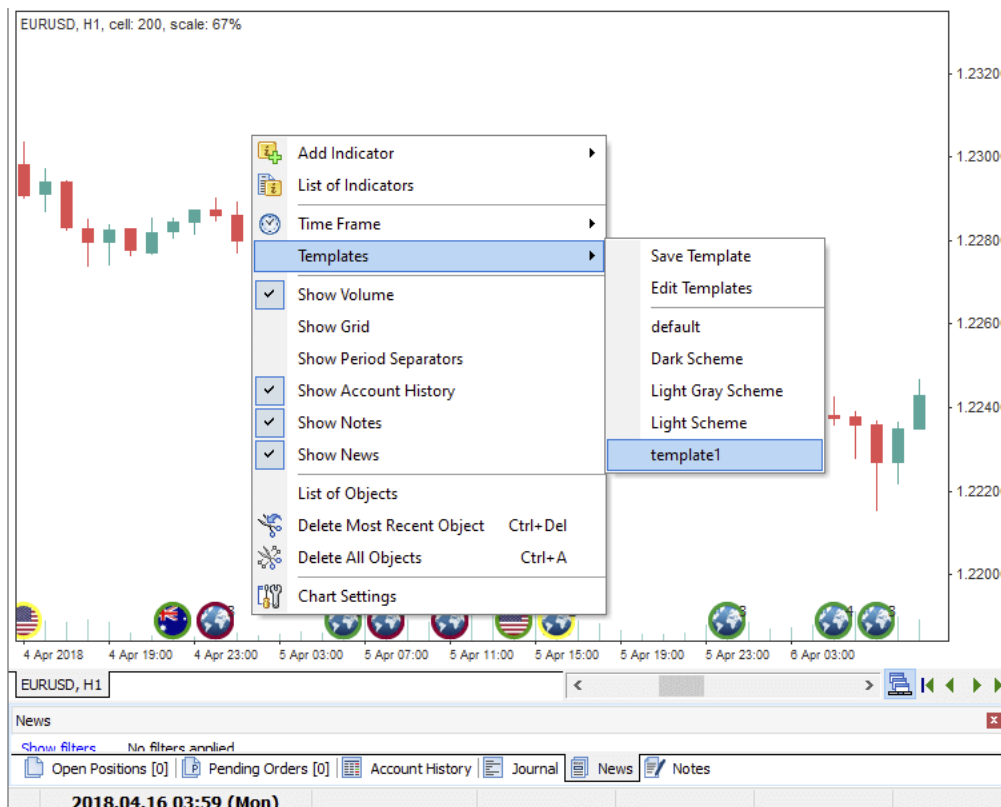 EURUSD, H1, cell: 200, scale: 67%
1.23200
1.23000
1.22800
1.22600
1.22400
1.22200
1.22000
Add Indicator
List of Indicators
Time Frame
Templates
Show Volume
Show Grid
Show Period Separators
Show Account History
Show Notes
Show News
List of Objects
Delete Most Recent Object Ctrl+Del
Delete All Objects Ctrl+A
Chart Settings
Save Template
Edit Templates
default
Dark Scheme
Light Gray Scheme
Light Scheme
template1
3 3 4 3
4 Apr 2018 4 Apr 19:00 4 Apr 23:00 5 Apr 03:00 5 Apr 07:00 5 Apr 11:00 5 Apr 15:00 5 Apr 19:00 5 Apr 23:00 6 Apr 03:00
EURUSD, H1
News
Show filters No filters applied
Open Positions [0] Pending Orders [0] Account History Journal News Notes
2018.04.16 03:59 (Mon)